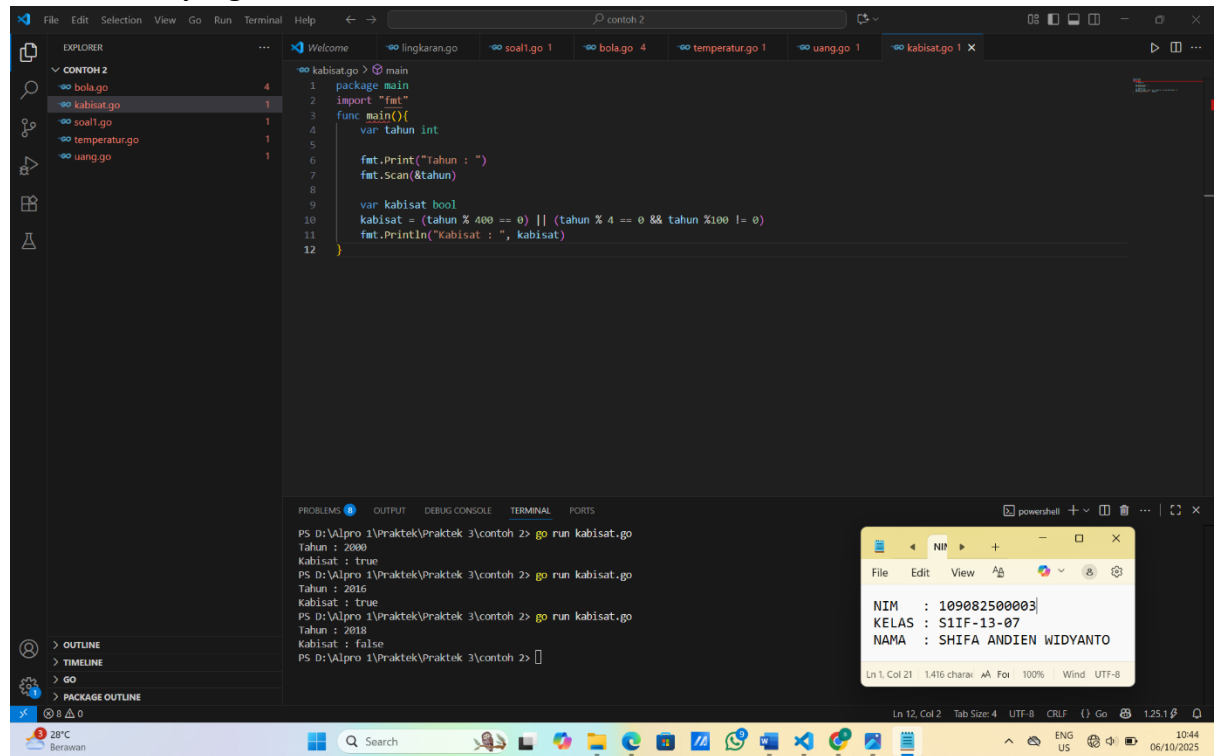 File Edit Selection View Go Run Terminal Help
contoh 2
EXPLORER
CONTOH 2
bola.go 4
kabisat.go 1
soal1.go 1
temperatur.go 1
uang.go 1
OUTLINE
TIMELINE
GO
PACKAGE OUTLINE
Welcome lingkaran.go soal1.go 1 bola.go 4 temperatur.go 1 uang.go 1 kabisat.go 1
kabisat.go > main
1 package main
2 import "fmt"
3 func main(){
4 var tahun int
5
6 fmt.Print("Tahun : ")
7 fmt.Scan(&tahun)
8
9 var kabisat bool
10 kabisat = (tahun % 400 == 0) || (tahun % 4 == 0 && tahun %100 != 0)
11 fmt.Println("Kabisat : ", kabisat)
12 }
PROBLEMS 8 OUTPUT DEBUG CONSOLE TERMINAL PORTS
powershell
PS D:\Alpro 1\Praktek\Praktek 3\contoh 2> go run kabisat.go
Tahun : 2000
Kabisat : true
PS D:\Alpro 1\Praktek\Praktek 3\contoh 2> go run kabisat.go
Tahun : 2016
Kabisat : true
PS D:\Alpro 1\Praktek\Praktek 3\contoh 2> go run kabisat.go
Tahun : 2018
Kabisat : false
PS D:\Alpro 1\Praktek\Praktek 3\contoh 2>
NIM
File Edit View
NIM : 109082500003
KELAS : S1IF-13-07
NAMA : SHIFA ANDIEN WIDYANTO
Ln 1, Col 21 1.416 charac For 100% Wind UTF-8
8 0
Ln 12, Col 2 Tab Size: 4 UTF-8 CRLF {} Go 1.25.1
3
28°C
Berawan
Search
ENG
US
10:44
06/10/2025